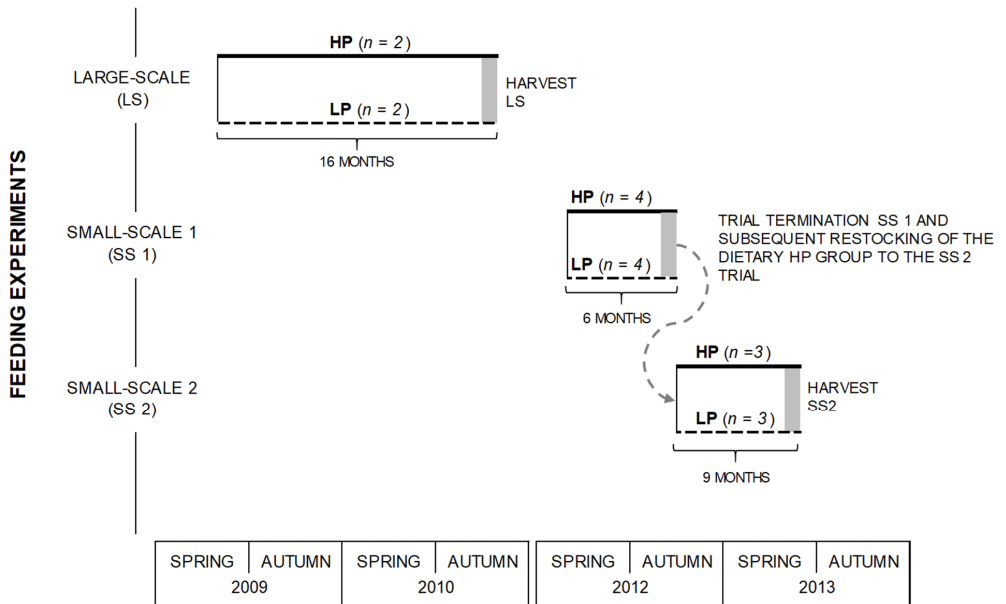 FEEDING EXPERIMENTS
LARGE-SCALE
(LS)
HP (n = 2)
LP (n = 2)
HARVEST
LS
16 MONTHS
SMALL-SCALE 1
(SS 1)
HP (n = 4)
LP (n = 4)
6 MONTHS
TRIAL TERMINATION SS 1 AND
SUBSEQUENT RESTOCKING OF THE
DIETARY HP GROUP TO THE SS 2
TRIAL
SMALL-SCALE 2
(SS 2)
HP (n =3)
LP (n = 3)
HARVEST
SS2
9 MONTHS
SPRING AUTUMN SPRING AUTUMN SPRING AUTUMN SPRING AUTUMN
2009 2010 2012 2013